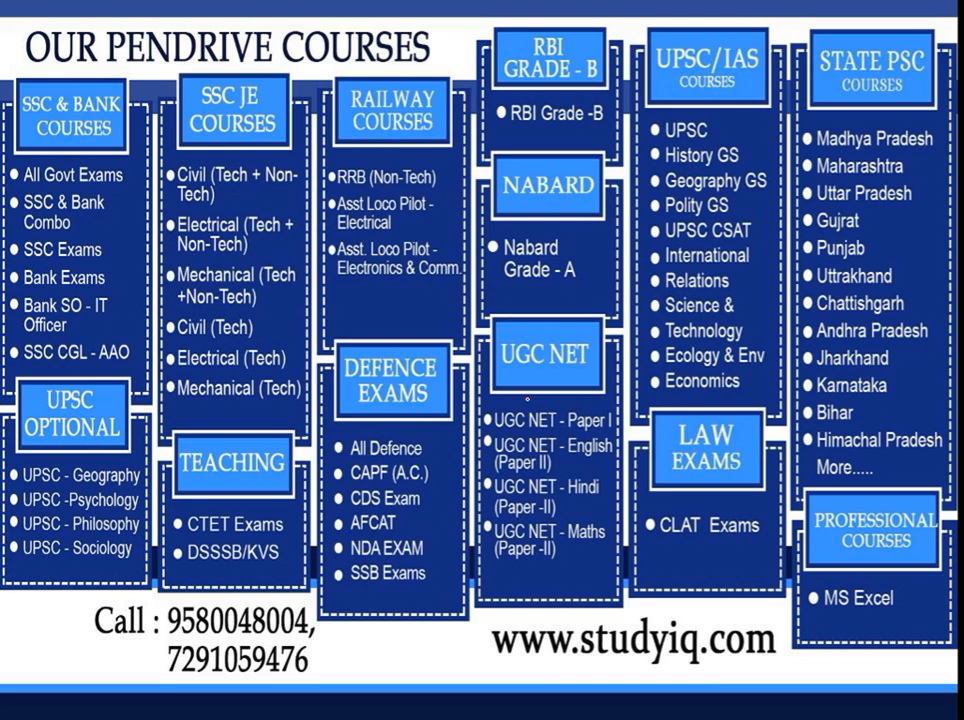 OUR PENDRIVE COURSES
SSC & BANK
COURSES
All Govt Exams
SSC & Bank
Combo
SSC Exams
Bank Exams
Bank SO - IT
Officer
SSC CGL - AAO
UPSC
OPTIONAL
UPSC - Geography
UPSC -Psychology
UPSC - Philosophy
UPSC - Sociology
SSC JE
COURSES
Civil (Tech + Non-
Tech)
Electrical (Tech +
Non-Tech)
Mechanical (Tech
+Non-Tech)
Civil (Tech)
Electrical (Tech)
Mechanical (Tech)
TEACHING
CTET Exams
DSSSB/KVS
RAILWAY
COURSES
RRB (Non-Tech)
Asst Loco Pilot -
Electrical
Asst. Loco Pilot -
Electronics & Comm.
DEFENCE
EXAMS
All Defence
CAPF (A.C.)
CDS Exam
AFCAT
NDA EXAM
SSB Exams
RBI
GRADE - B
RBI Grade -B
NABARD
Nabard
Grade - A
UGC NET
UGC NET - Paper I
UGC NET - English
(Paper II)
UGC NET - Hindi
(Paper -II)
UGC NET - Maths
(Paper -II)
UPSC/IAS
COURSES
UPSC
History GS
Geography GS
Polity GS
UPSC CSAT
International
Relations
Science &
Technology
Ecology & Env
Economics
LAW
EXAMS
CLAT Exams
STATE PSC
COURSES
Madhya Pradesh
Maharashtra
Uttar Pradesh
Gujrat
Punjab
Uttrakhand
Chattishgarh
Andhra Pradesh
Jharkhand
Karnataka
Bihar
Himachal Pradesh
More.....
PROFESSIONAL
COURSES
MS Excel
Call : 9580048004,
7291059476
www.studyiq.com